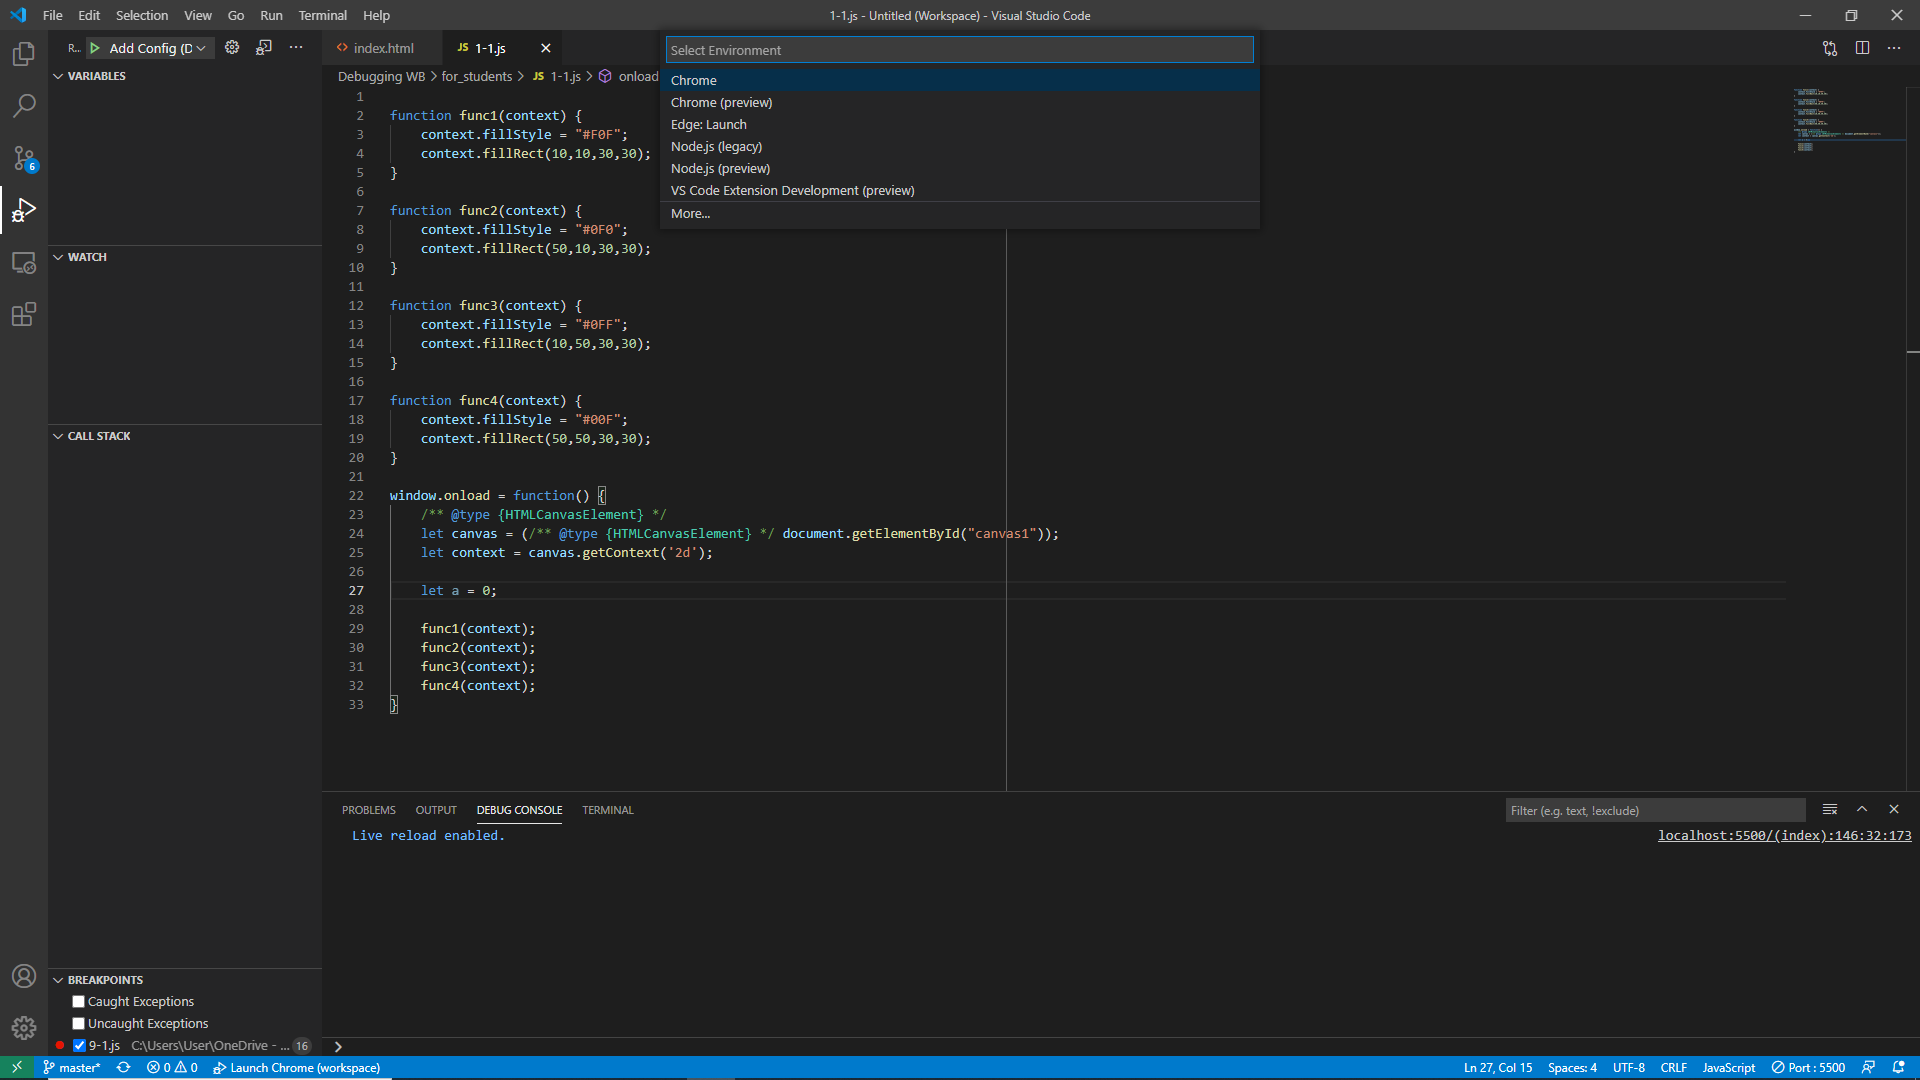 File Edit Selection View Go Run Terminal Help
1-1.js - Untitled (Workspace) - Visual Studio Code
R... Add Config (D
index.html
JS 1-1.js
Select Environment
Chrome
Chrome (preview)
Edge: Launch
Node.js (legacy)
Node.js (preview)
VS Code Extension Development (preview)
More...
VARIABLES
WATCH
CALL STACK
BREAKPOINTS
Caught Exceptions
Uncaught Exceptions
9-1.js C:\Users\User\OneDrive - ... 16
6
Debugging WB > for_students > JS 1-1.js > onload
1
2 function func1(context) {
3 context.fillStyle = "#F0F";
4 context.fillRect(10,10,30,30);
5 }
6
7 function func2(context) {
8 context.fillStyle = "#0F0";
9 context.fillRect(50,10,30,30);
10 }
11
12 function func3(context) {
13 context.fillStyle = "#0FF";
14 context.fillRect(10,50,30,30);
15 }
16
17 function func4(context) {
18 context.fillStyle = "#00F";
19 context.fillRect(50,50,30,30);
20 }
21
22 window.onload = function() {
23 /** @type {HTMLCanvasElement} */
24 let canvas = (/** @type {HTMLCanvasElement} */ document.getElementById("canvas1"));
25 let context = canvas.getContext('2d');
26
27 let a = 0;
28
29 func1(context);
30 func2(context);
31 func3(context);
32 func4(context);
33 }
PROBLEMS OUTPUT DEBUG CONSOLE TERMINAL
Filter (e.g. text, !exclude)
Live reload enabled.
localhost:5500/(index):146:32:173
master* 0 0 Launch Chrome (workspace)
Ln 27, Col 15 Spaces: 4 UTF-8 CRLF JavaScript Port : 5500